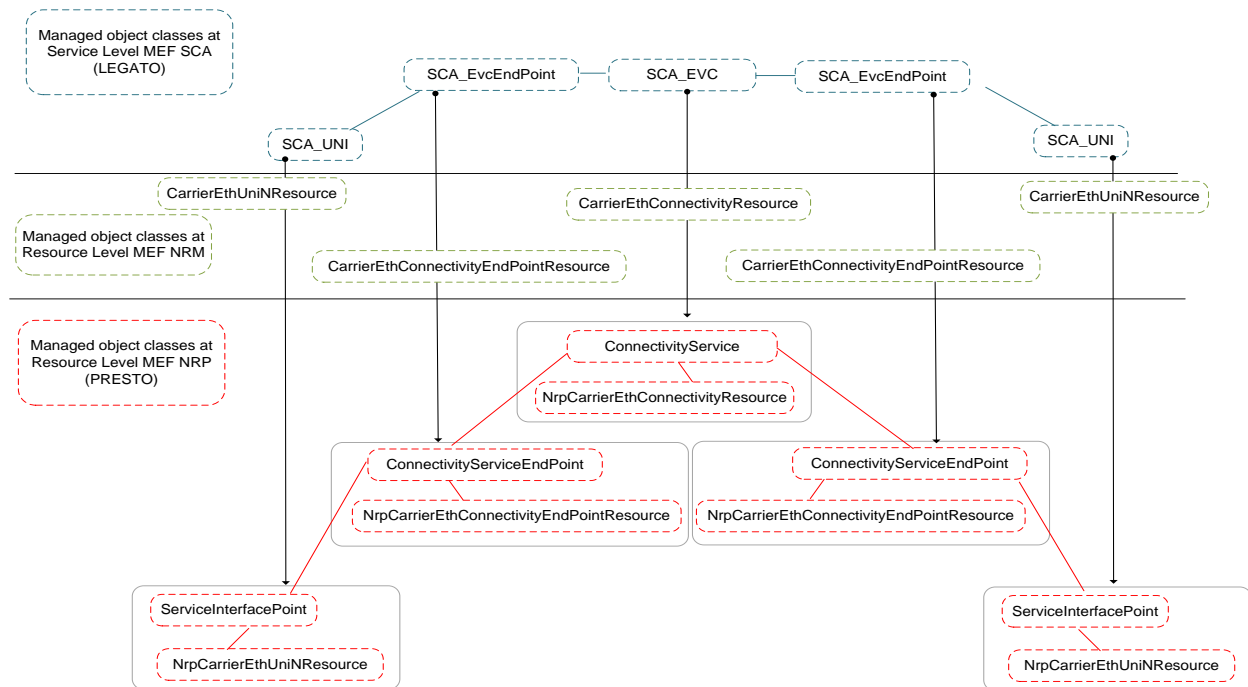 Managed object classes at
Service Level MEF SCA
(LEGATO)
SCA_EvcEndPoint
SCA_EVC
SCA_EvcEndPoint
SCA_UNI
SCA_UNI
CarrierEthUniNResource
CarrierEthConnectivityResource
CarrierEthUniNResource
Managed object classes at
Resource Level MEF NRM
CarrierEthConnectivityEndPointResource
CarrierEthConnectivityEndPointResource
Managed object classes at
Resource Level MEF NRP
(PRESTO)
ConnectivityService
NrpCarrierEthConnectivityResource
ConnectivityServiceEndPoint
ConnectivityServiceEndPoint
NrpCarrierEthConnectivityEndPointResource
NrpCarrierEthConnectivityEndPointResource
ServiceInterfacePoint
ServiceInterfacePoint
NrpCarrierEthUniNResource
NrpCarrierEthUniNResource